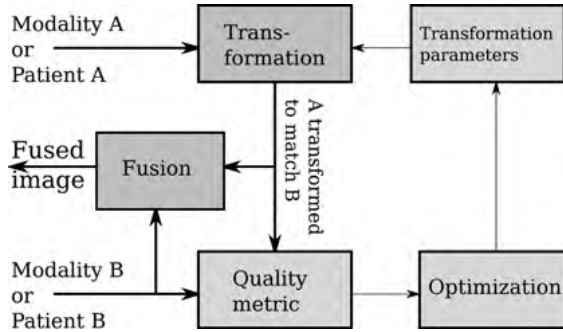 Modality A
or
Patient A
Trans-
formation
Transformation
parameters
A transformed
to match B
Fused
image
Fusion
Modality B
or
Patient B
Quality
metric
Optimization